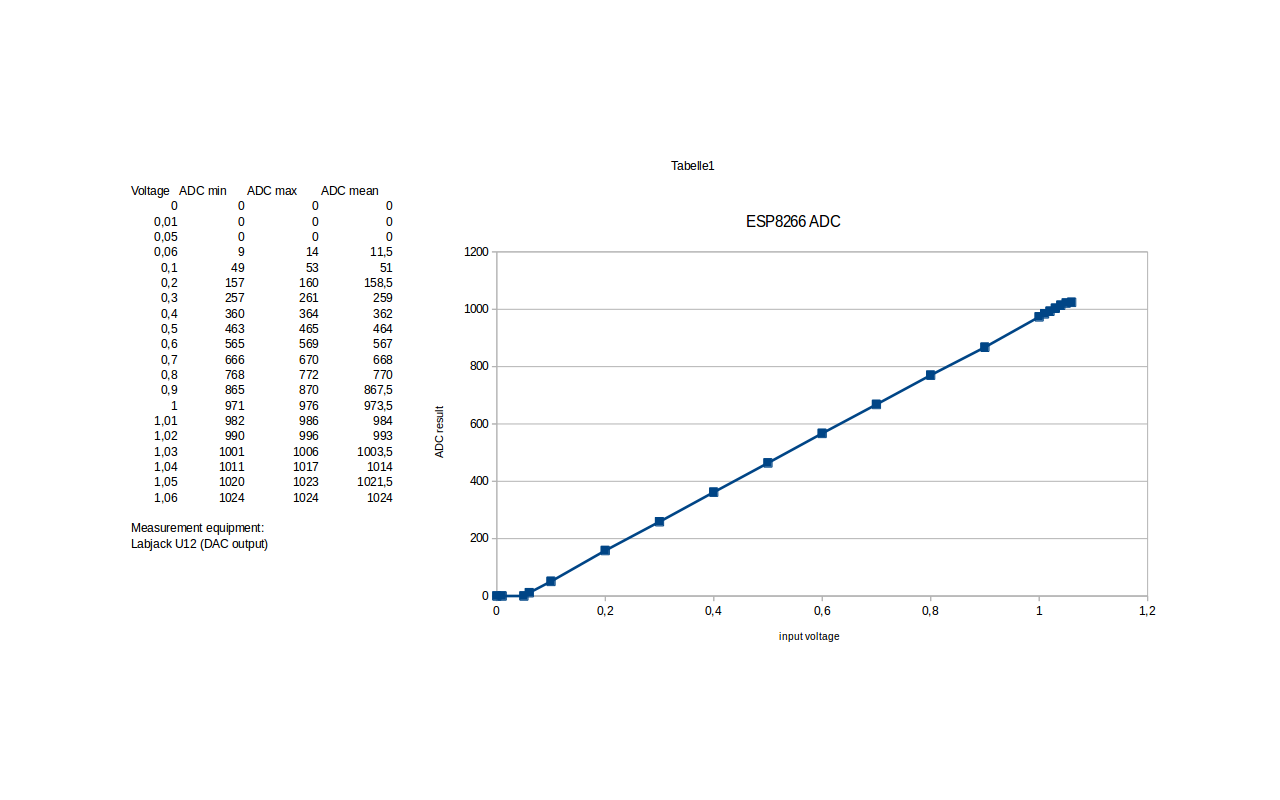 Tabelle1
Voltage ADC min ADC max ADC mean
0 0 0 0
0,01 0 0 0
0,05 0 0 0
0,06 9 14 11,5
0,1 49 53 51
0,2 157 160 158,5
0,3 257 261 259
0,4 360 364 362
0,5 463 465 464
0,6 565 569 567
0,7 666 670 668
0,8 768 772 770
0,9 865 870 867,5
1 971 976 973,5
1,01 982 986 984
1,02 990 996 993
1,03 1001 1006 1003,5
1,04 1011 1017 1014
1,05 1020 1023 1021,5
1,06 1024 1024 1024
Measurement equipment:
Labjack U12 (DAC output)
ESP8266 ADC
1200
1000
800
600
400
200
0
ADC result
0 0,2 0,4 0,6 0,8 1 1,2
input voltage